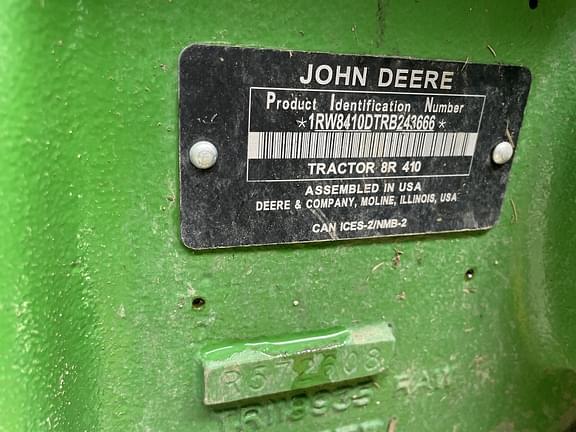 JOHN DEERE
Product Identification Number
*1RW8410DTRB243666*
TRACTOR 8R 410
ASSEMBLED IN USA
DEERE & COMPANY, MOLINE, ILLINOIS, USA
CAN ICES-2/NMB-2
R672608